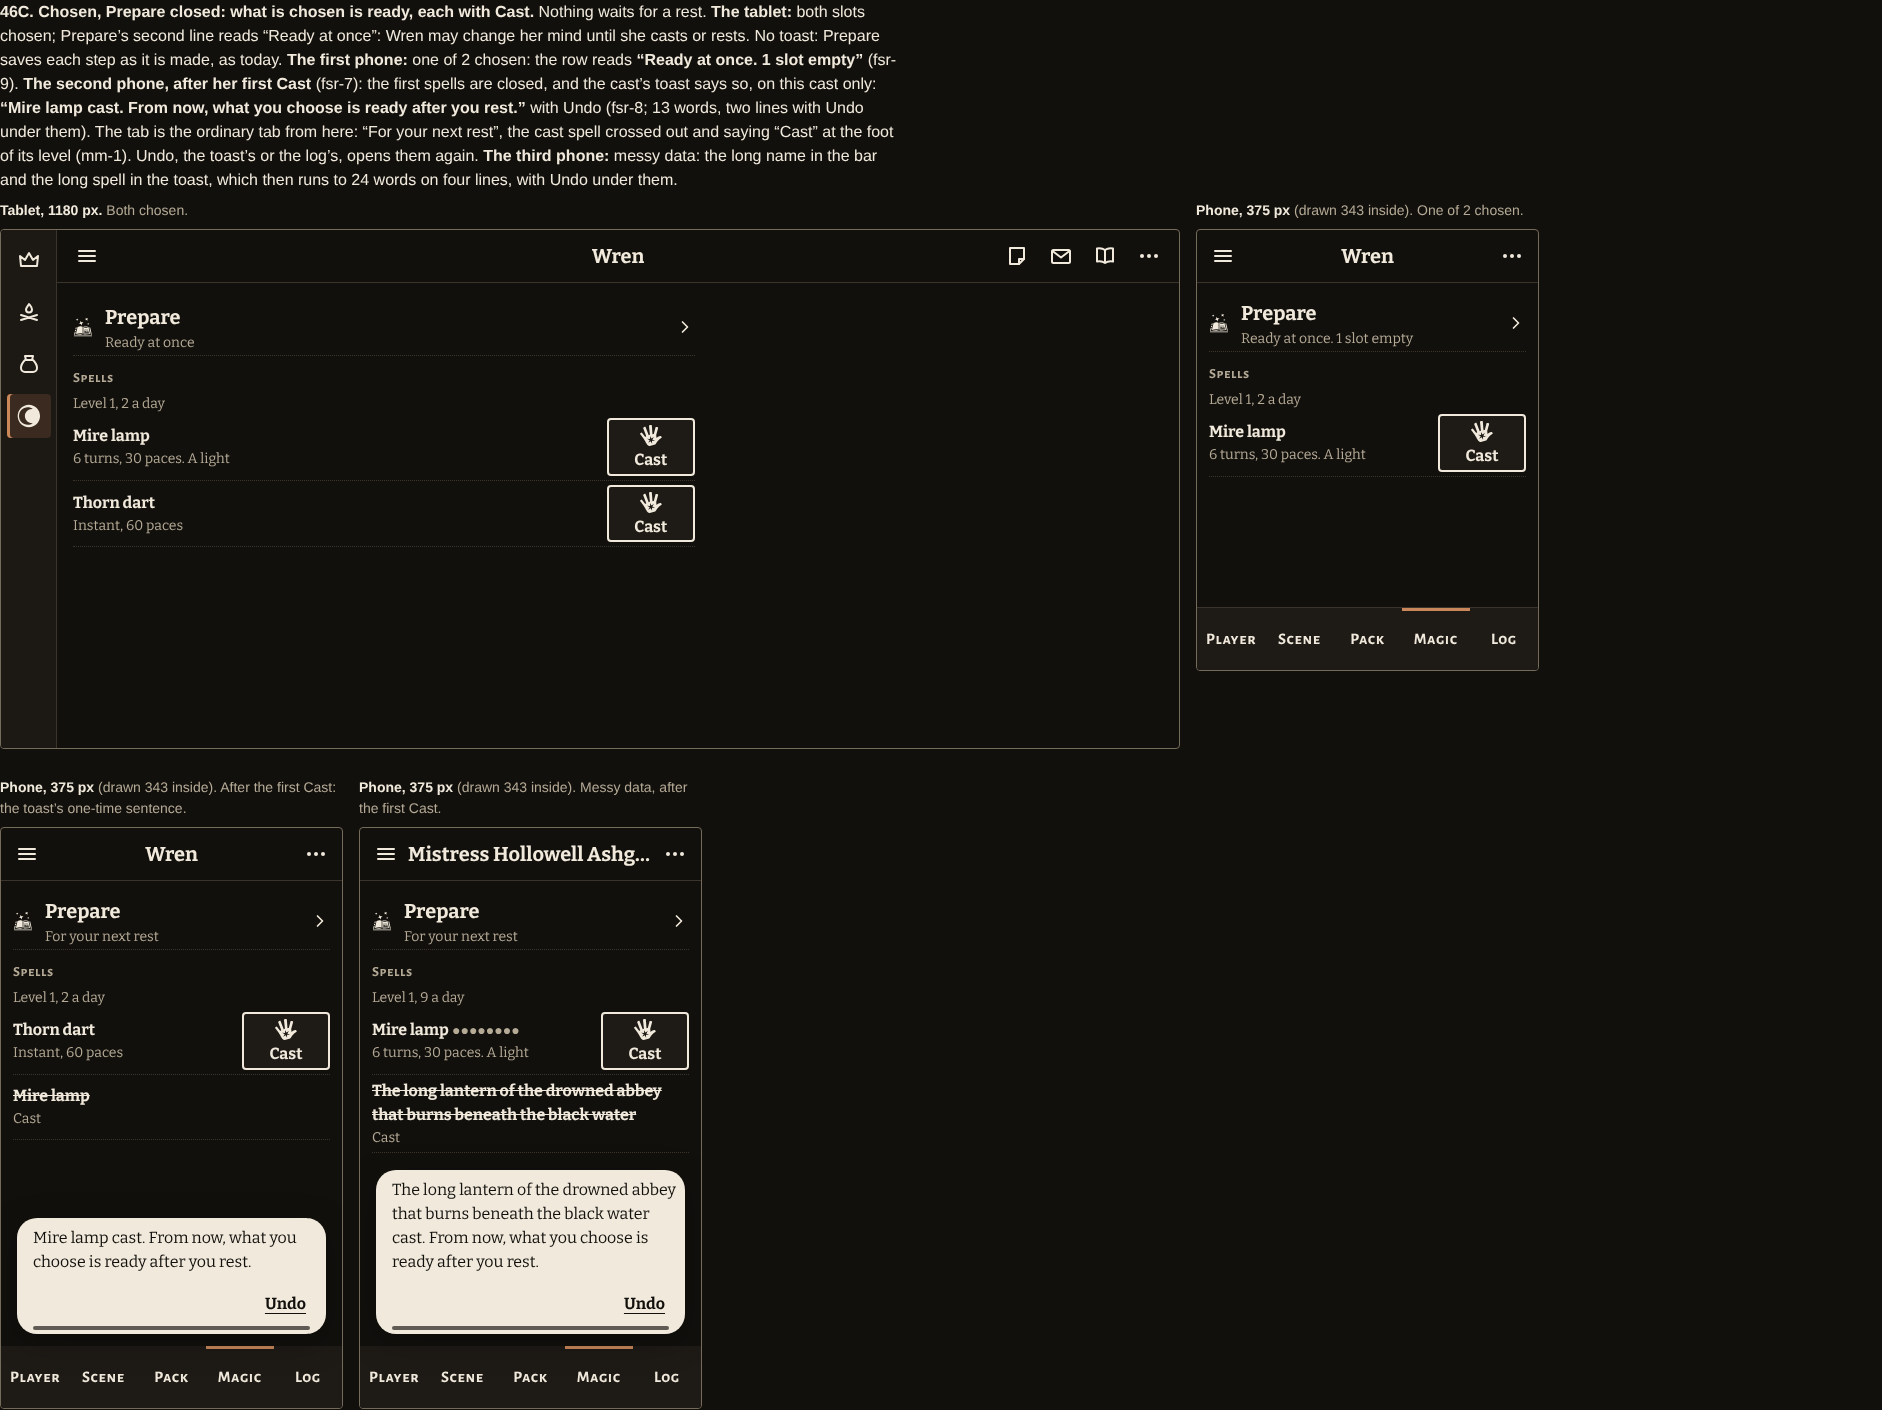 46C. Chosen, Prepare closed: what is chosen is ready, each with Cast. Nothing waits for a rest. The tablet: both slots
chosen; Prepare’s second line reads “Ready at once”: Wren may change her mind until she casts or rests. No toast: Prepare
saves each step as it is made, as today. The first phone: one of 2 chosen: the row reads “Ready at once. 1 slot empty” (fsr-
9). The second phone, after her first Cast (fsr-7): the first spells are closed, and the cast’s toast says so, on this cast only:
“Mire lamp cast. From now, what you choose is ready after you rest.” with Undo (fsr-8; 13 words, two lines with Undo
under them). The tab is the ordinary tab from here: “For your next rest”, the cast spell crossed out and saying “Cast” at the foot
of its level (mm-1). Undo, the toast’s or the log’s, opens them again. The third phone: messy data: the long name in the bar
and the long spell in the toast, which then runs to 24 words on four lines, with Undo under them.
Tablet, 1180 px. Both chosen.
Wren
Prepare
Ready at once
Spells
Level 1, 2 a day
Mire lamp
6 turns, 30 paces. A light
Cast
Thorn dart
Instant, 60 paces
Cast
Phone, 375 px (drawn 343 inside). One of 2 chosen.
Wren
Prepare
Ready at once. 1 slot empty
Spells
Level 1, 2 a day
Mire lamp
6 turns, 30 paces. A light
Cast
Player Scene Pack Magic Log
Phone, 375 px (drawn 343 inside). After the first Cast:
the toast’s one-time sentence.
Wren
Prepare
For your next rest
Spells
Level 1, 2 a day
Thorn dart
Instant, 60 paces
Cast
Mire lamp
Cast
Mire lamp cast. From now, what you
choose is ready after you rest.
Undo
Player Scene Pack Magic Log
Phone, 375 px (drawn 343 inside). Messy data, after
the first Cast.
Mistress Hollowell Ashg...
Prepare
For your next rest
Spells
Level 1, 9 a day
Mire lamp
6 turns, 30 paces. A light
Cast
The long lantern of the drowned abbey
that burns beneath the black water
Cast
The long lantern of the drowned abbey
that burns beneath the black water
cast. From now, what you choose is
ready after you rest.
Undo
Player Scene Pack Magic Log